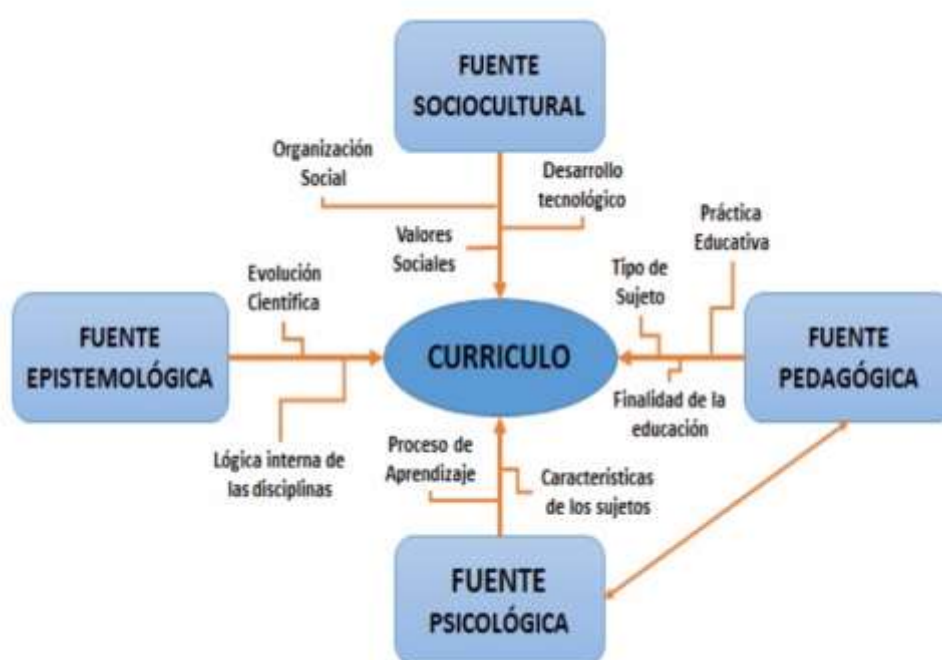 FUENTE
SOCIOCULTURAL
Organización
Social
Desarrollo
tecnológico
Valores
Sociales
Práctica
Educativa
Tipo de
Sujeto
Evolución
Científica
FUENTE
EPISTEMOLÓGICA
CURRICULO
FUENTE
PEDAGÓGICA
Finalidad de la
educación
Lógica interna de
las disciplinas
Proceso de
Aprendizaje
Características
de los sujetos
FUENTE
PSICOLÓGICA